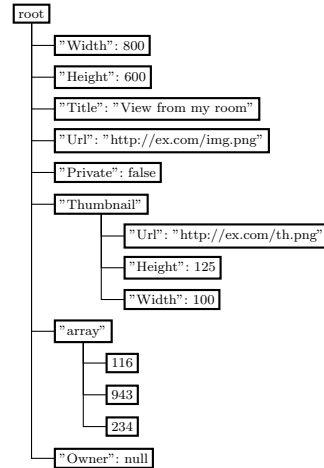 root
"Width": 800
"Height": 600
"Title": "View from my room"
"Url": "http://ex.com/img.png"
"Private": false
"Thumbnail"
"Url": "http://ex.com/th.png"
"Height": 125
"Width": 100
"array"
116
943
234
"Owner": null